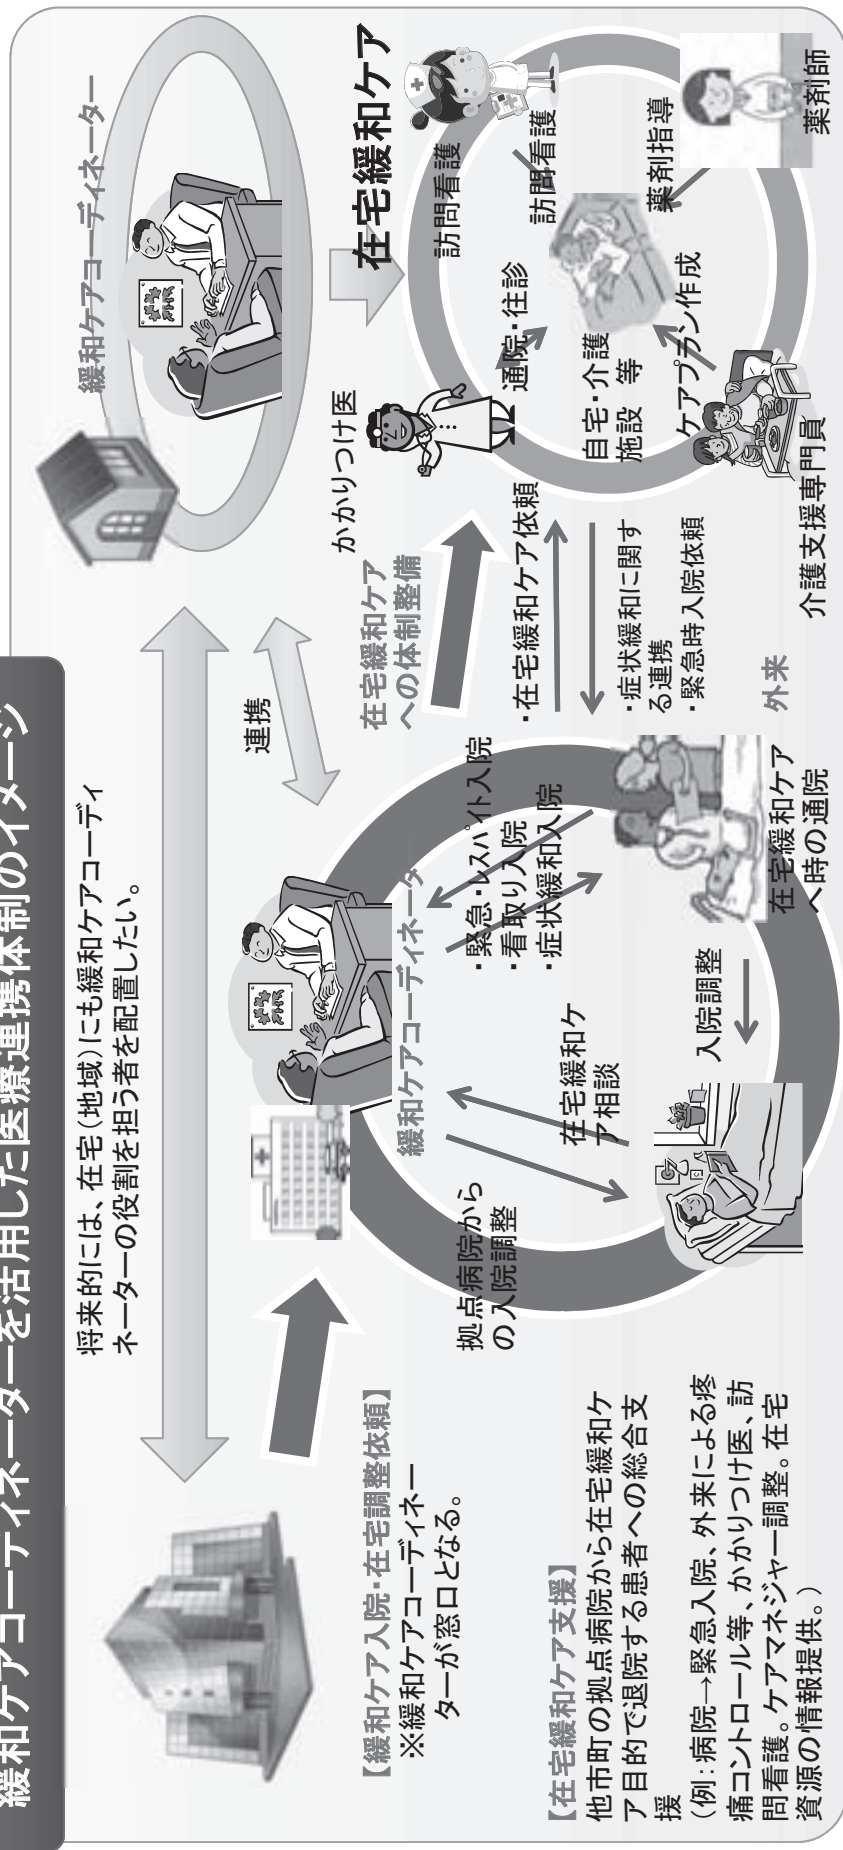 緩和ケアコーディネーターを活用した医療連携体制のイメージ
将来的には、在宅(地域)にも緩和ケアコーディ
ネーターの役割を担う者を配置したい。
緩和ケアコーディネーター
連携
【緩和ケア入院・在宅調整依頼】
※緩和ケアコーディネー
ターが窓口となる。
緩和ケアコーディネーター
在宅緩和ケア
への体制整備
在宅緩和ケア
かかりつけ医
訪問看護
通院・往診
訪問看護
自宅・介護
施設 等
薬剤指導
ケアプラン作成
薬剤師
介護支援専門員
・在宅緩和ケア依頼
・症状緩和に関す
る連携
・緊急時入院依頼
拠点病院から
の入院調整
在宅緩和ケ
ア相談
・緊急・レスパイト入院
・看取り入院
・症状緩和入院
入院調整
外来
在宅緩和ケア
へ時の通院
【在宅緩和ケア支援】
他市町の拠点病院から在宅緩和ケ
ア目的で退院する患者への総合支
援
(例:病院→緊急入院、外来による疼
痛コントロール等、かかりつけ医、訪
問看護。ケアマネジャー調整。在宅
資源の情報提供。)